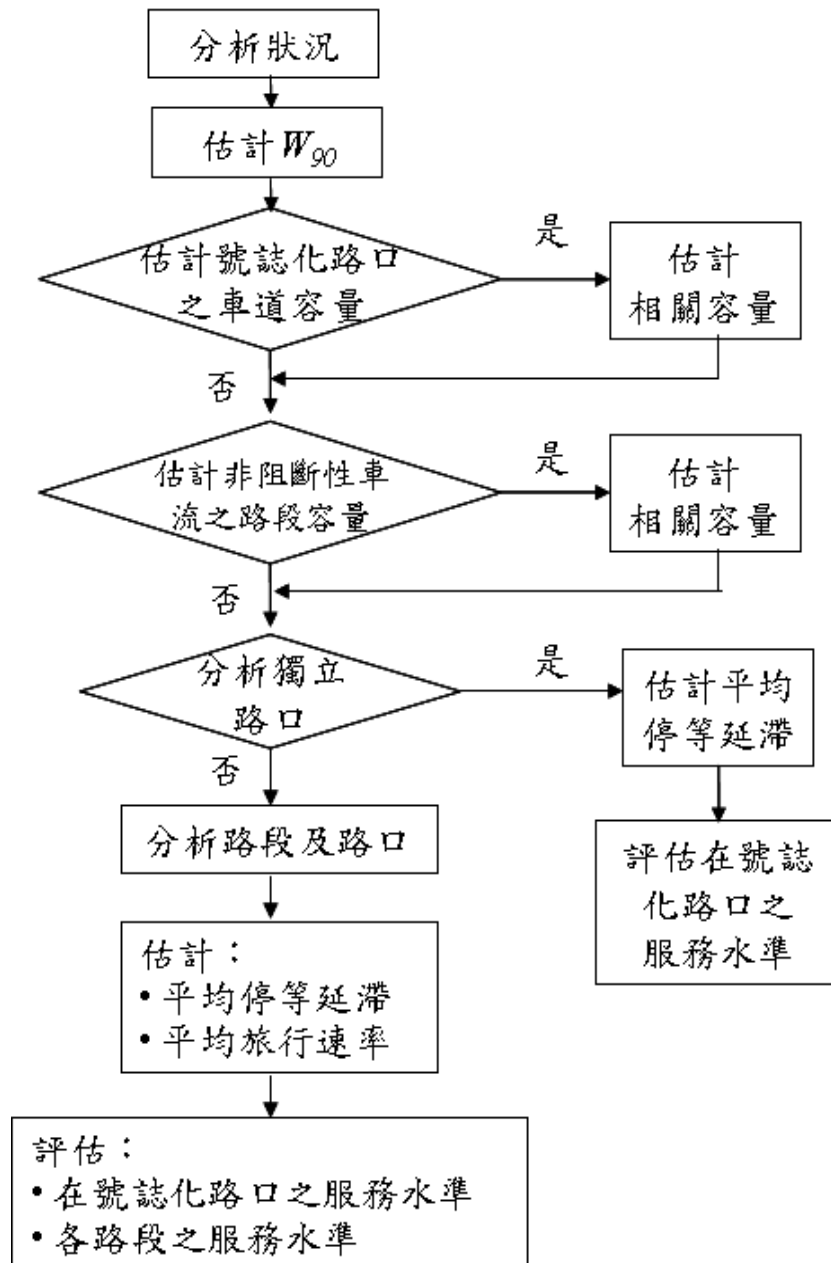 分析狀況
估計W90
估計號誌化路口
之車道容量
是
估計
相關容量
否
估計非阻斷性車
流之路段容量
是
估計
相關容量
否
分析獨立
路口
是
估計平均
停等延滯
否
分析路段及路口
評估在號誌
化路口之
服務水準
估計：
•平均停等延滯
•平均旅行速率
評估：
•在號誌化路口之服務水準
•各路段之服務水準